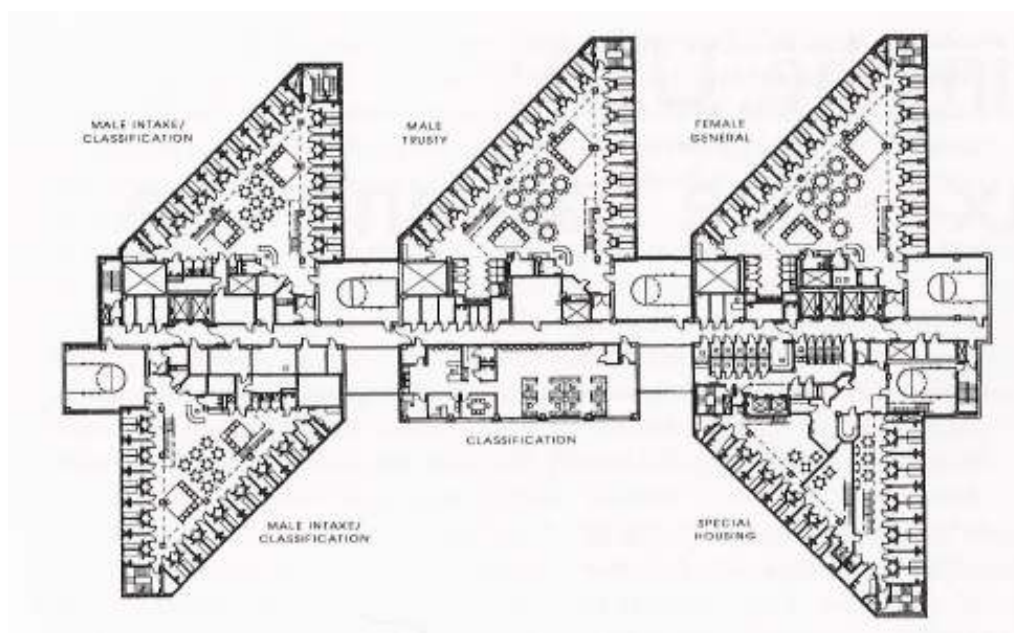 MALE INTAKE/
CLASSIFICATION
MALE
TRUSTY
FEMALE
GENERAL
CLASSIFICATION
MALE INTAKE/
CLASSIFICATION
SPECIAL
HOUSING